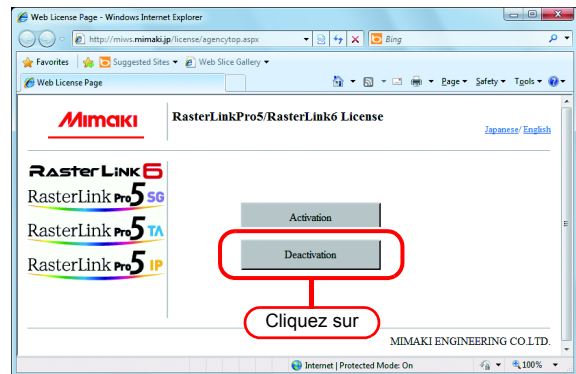 Web License Page - Windows Internet Explorer
http://miws.mimaki.jp/license/agencytop.aspx
Bing
Favorites
Suggested Sites
Web Slice Gallery
Web License Page
Page
Safety
Tools
Mimaki
RasterLinkPro5/RasterLink6 License
Japanese/ English
RasterLink 6
RasterLink Pro 5 SG
RasterLink Pro 5 TA
RasterLink Pro 5 IP
Activation
Deactivation
Cliquez sur
MIMAKI ENGINEERING CO.LTD.
Internet | Protected Mode: On
100%